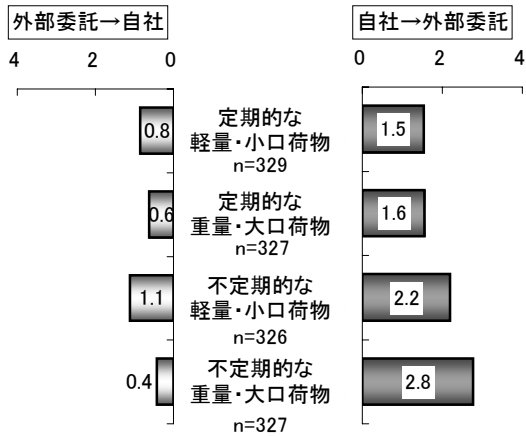 外部委託→自社
自社→外部委託
4 2 0
0 2 4
0.8
定期的な
軽量・小口荷物
n=329
1.5
0.6
定期的な
重量・大口荷物
n=327
1.6
1.1
不定期的な
軽量・小口荷物
n=326
2.2
0.4
不定期的な
重量・大口荷物
n=327
2.8